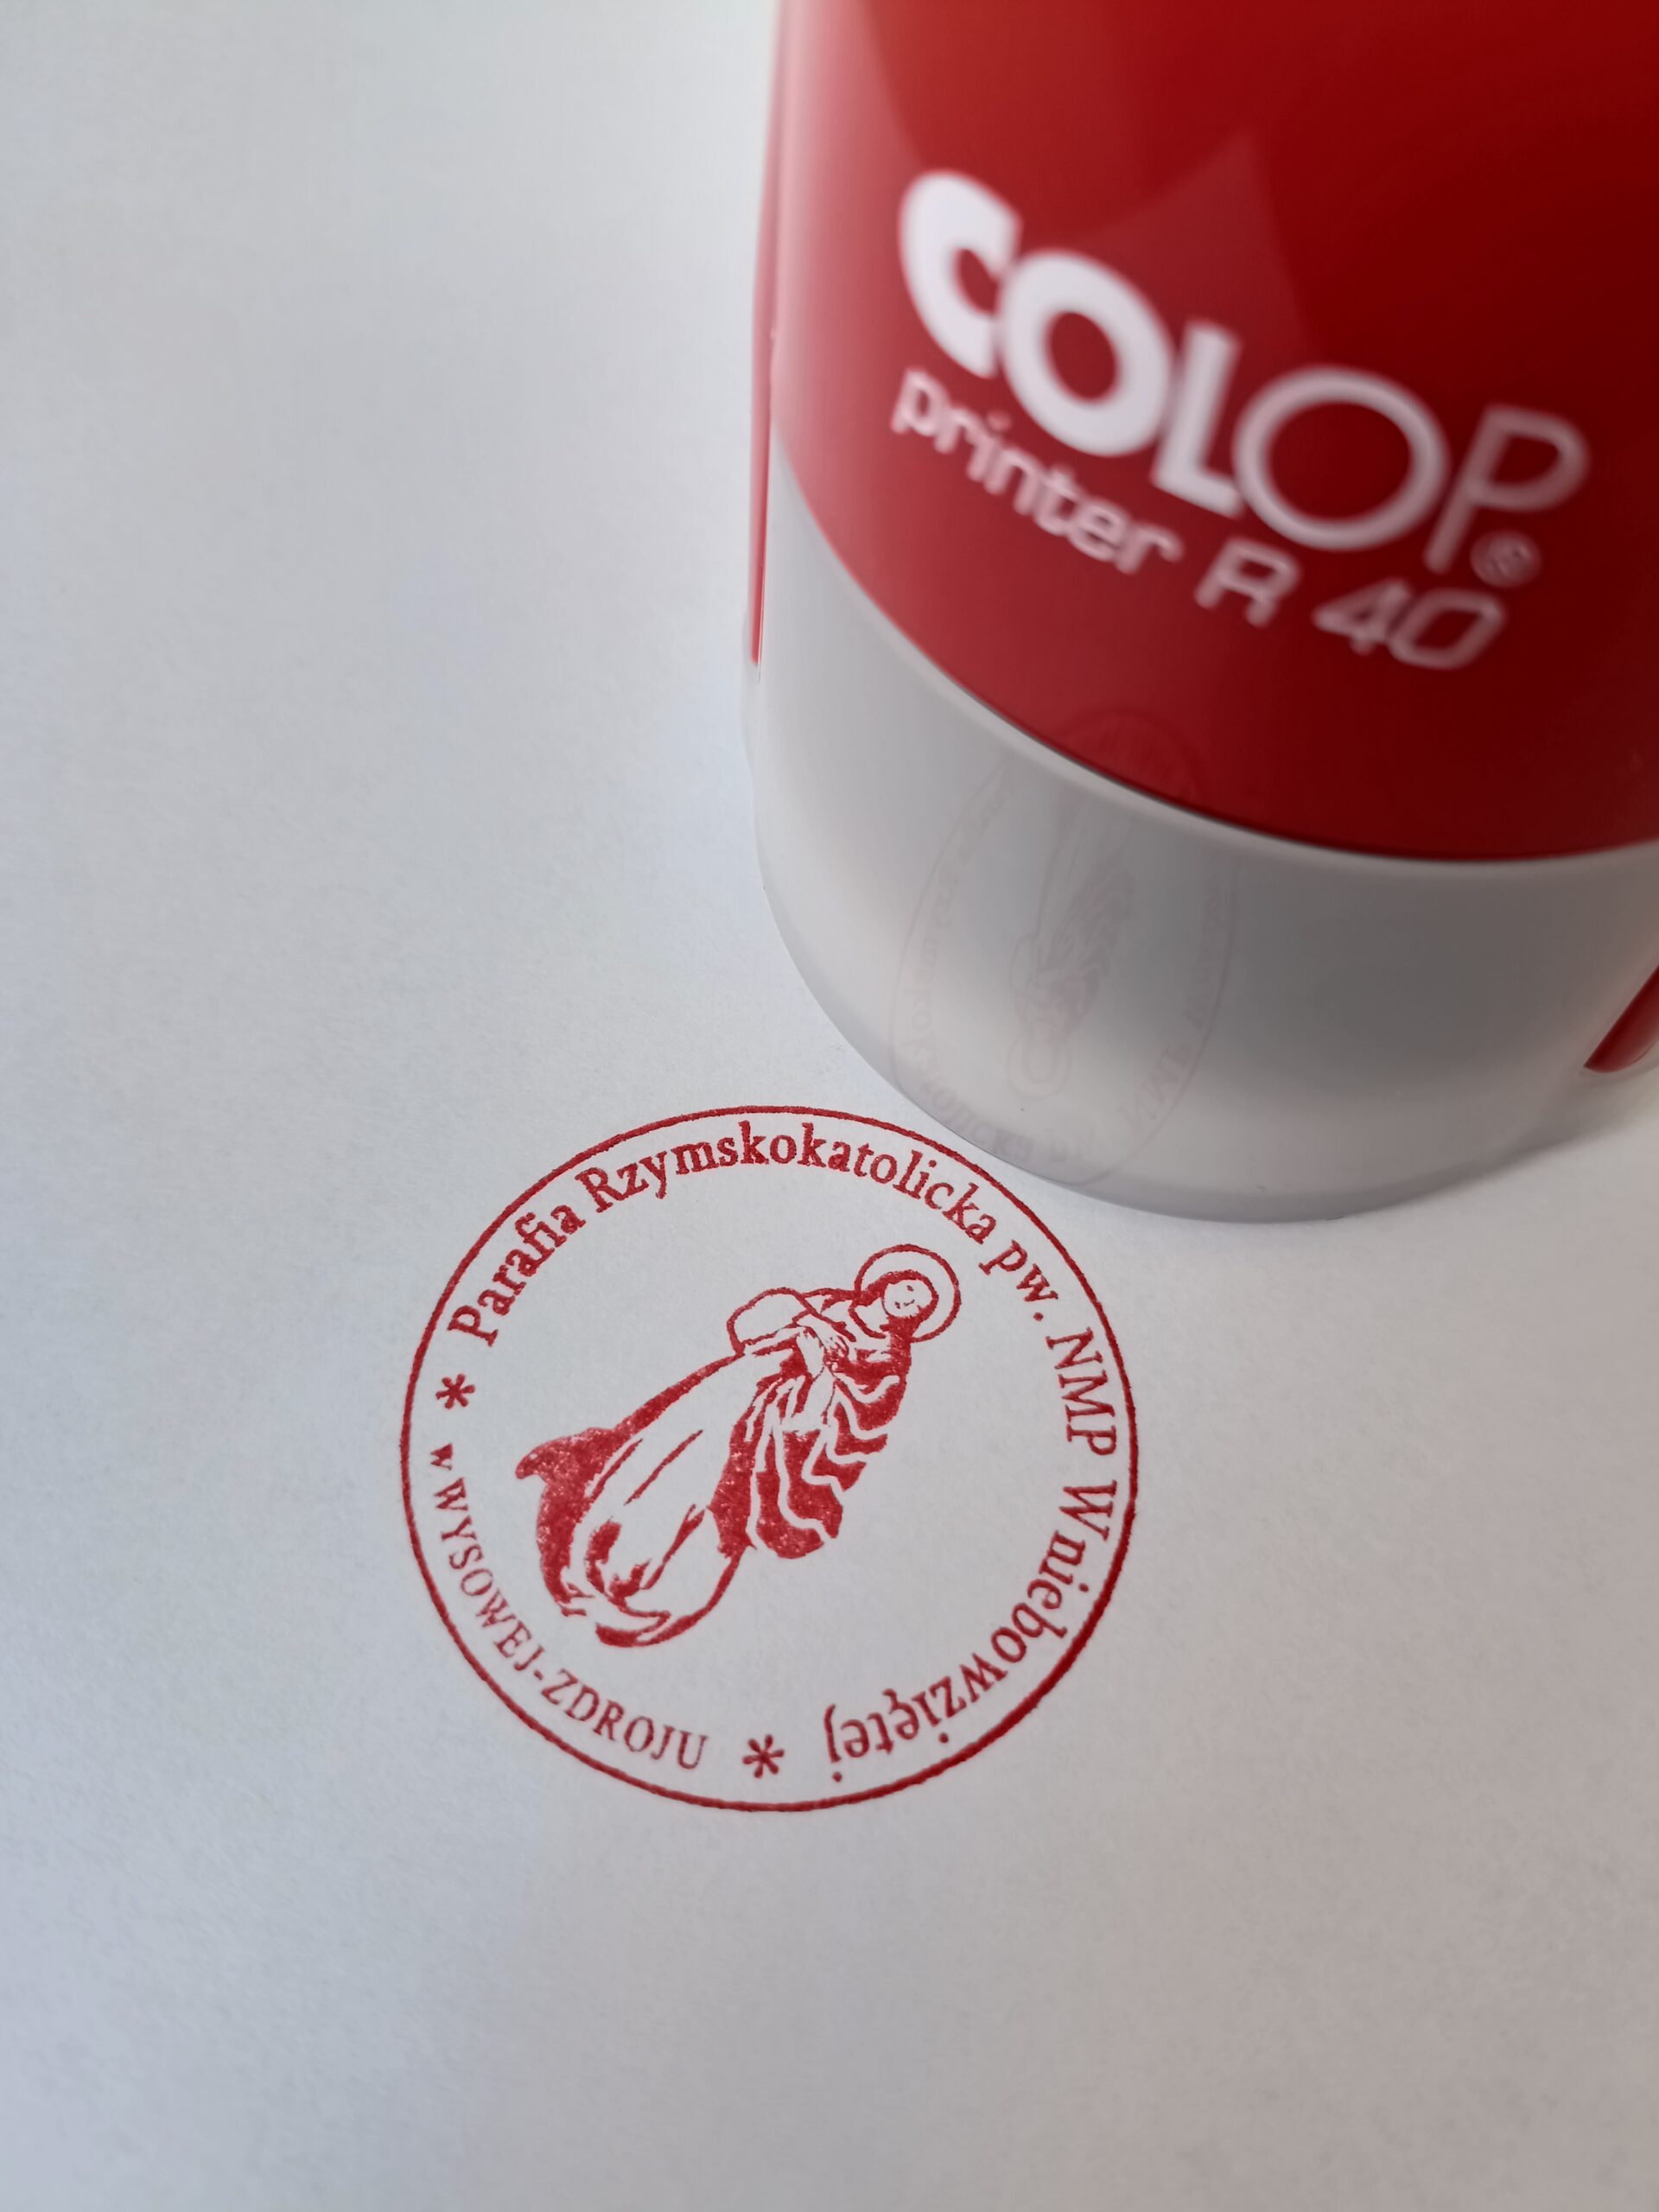 COLOP®
printer R 40
Parafia Rzymskokatolicka pw. NMP Wniebowziętej
* w WYSOWEJ-ZDROJU *